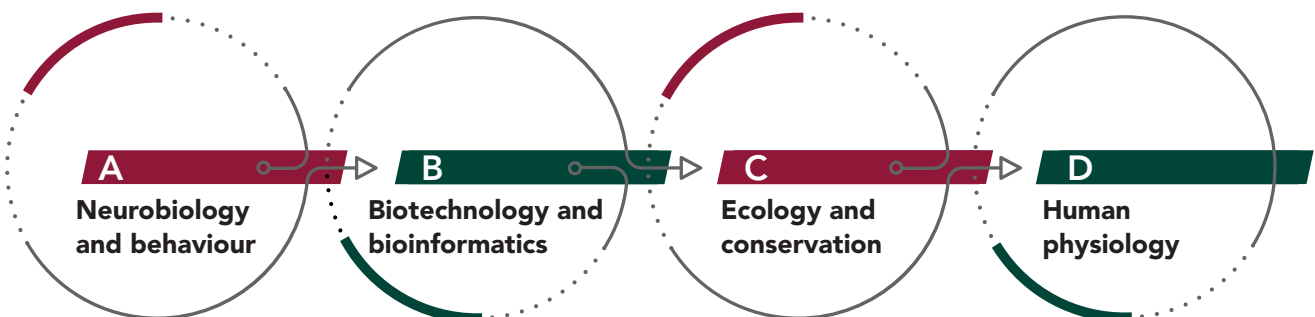 A
Neurobiology
and behaviour
B
Biotechnology and
bioinformatics
C
Ecology and
conservation
D
Human
physiology